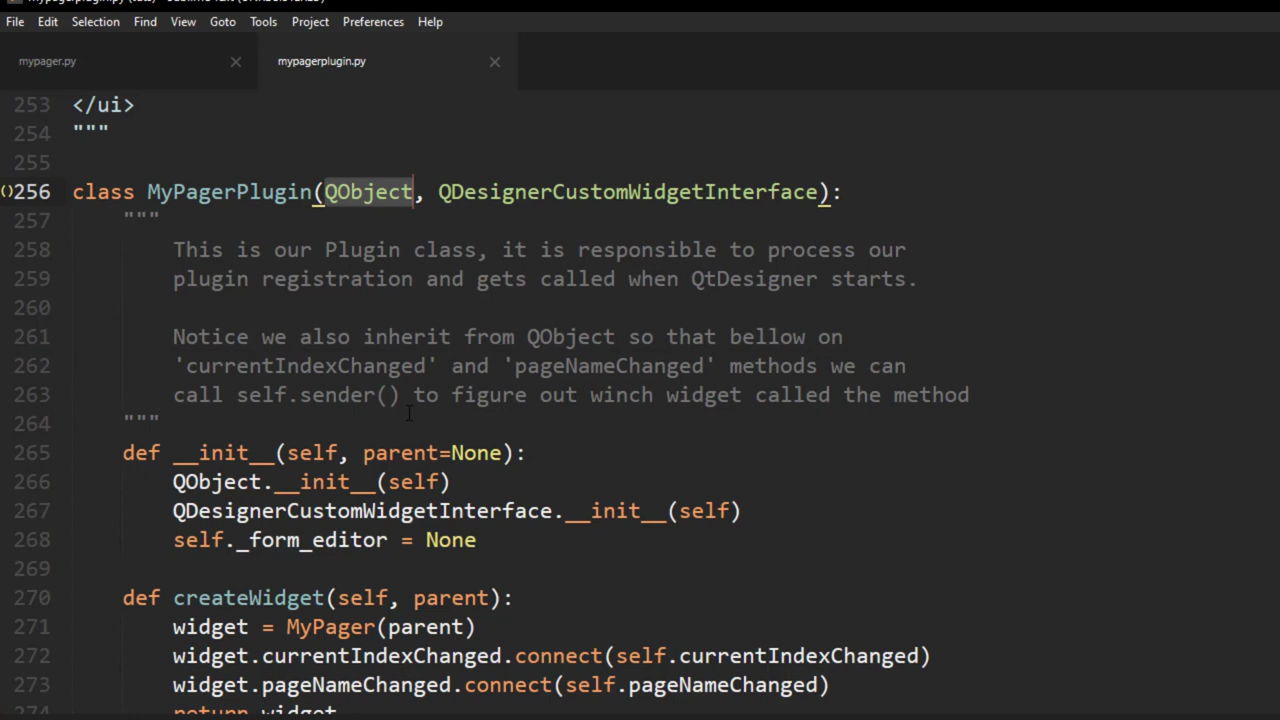 File Edit Selection Find View Goto Tools Project Preferences Help
mypager.py mypagerplugin.py
253 </ui>
254 """
255
256 class MyPagerPlugin(QObject, QDesignerCustomWidgetInterface):
257 """
258 This is our Plugin class, it is responsible to process our
259 plugin registration and gets called when QtDesigner starts.
260
261 Notice we also inherit from QObject so that bellow on
262 'currentIndexChanged' and 'pageNameChanged' methods we can
263 call self.sender() to figure out winch widget called the method
264 """
265 def __init__(self, parent=None):
266 QObject.__init__(self)
267 QDesignerCustomWidgetInterface.__init__(self)
268 self._form_editor = None
269
270 def createWidget(self, parent):
271 widget = MyPager(parent)
272 widget.currentIndexChanged.connect(self.currentIndexChanged)
273 widget.pageNameChanged.connect(self.pageNameChanged)
274 return widget